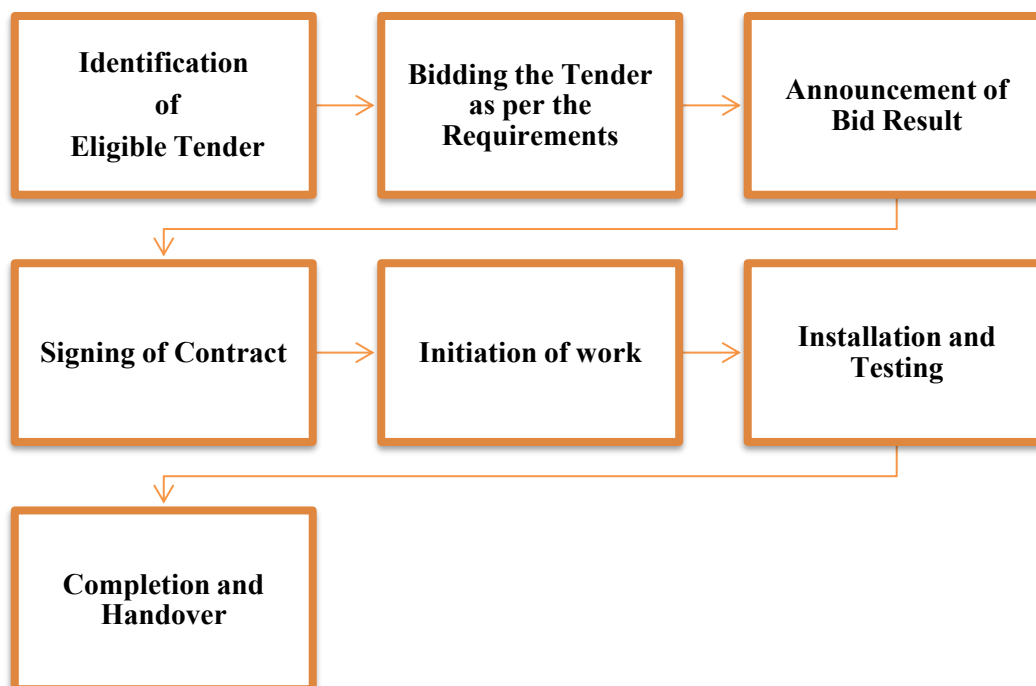 Identification
of
Eligible Tender
Bidding the Tender
as per the
Requirements
Announcement of
Bid Result
Signing of Contract
Initiation of work
Installation and
Testing
Completion and
Handover